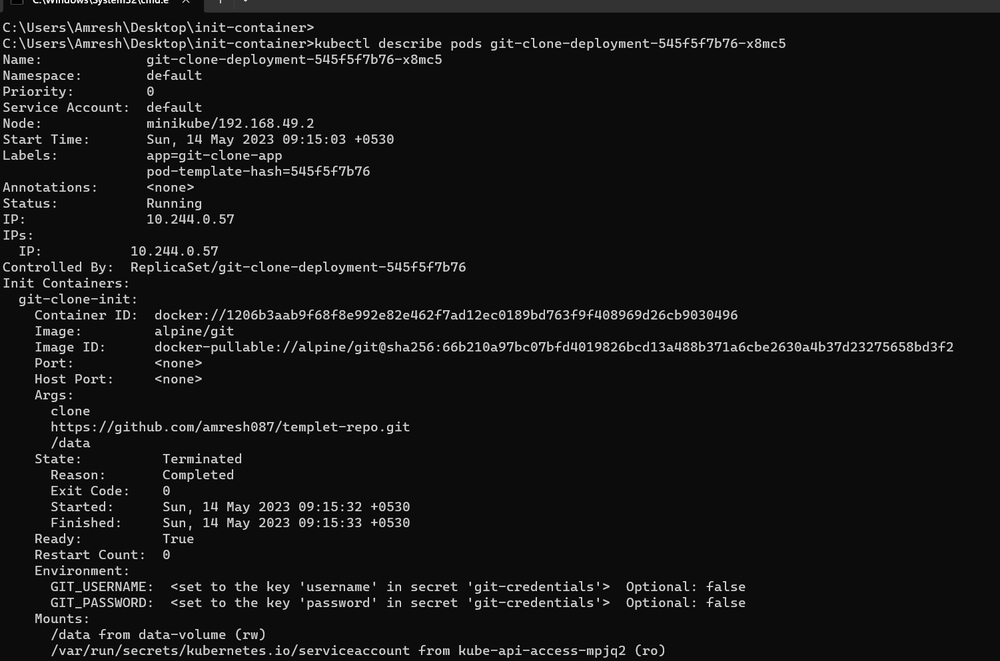 C:\Windows\System32\cmd.e
C:\Users\Amresh\Desktop\init-container>
C:\Users\Amresh\Desktop\init-container>kubectl describe pods git-clone-deployment-545f5f7b76-x8mc5
Name:             git-clone-deployment-545f5f7b76-x8mc5
Namespace:        default
Priority:         0
Service Account:  default
Node:             minikube/192.168.49.2
Start Time:       Sun, 14 May 2023 09:15:03 +0530
Labels:           app=git-clone-app
                  pod-template-hash=545f5f7b76
Annotations:      <none>
Status:           Running
IP:               10.244.0.57
IPs:
  IP:           10.244.0.57
Controlled By:  ReplicaSet/git-clone-deployment-545f5f7b76
Init Containers:
  git-clone-init:
    Container ID:  docker://1206b3aab9f68f8e992e82e462f7ad12ec0189bd763f9f408969d26cb9030496
    Image:         alpine/git
    Image ID:      docker-pullable://alpine/git@sha256:66b210a97bc07bfd4019826bcd13a488b371a6cbe2630a4b37d23275658bd3f2
    Port:          <none>
    Host Port:     <none>
    Args:
      clone
      https://github.com/amresh087/templet-repo.git
      /data
    State:          Terminated
      Reason:       Completed
      Exit Code:    0
      Started:      Sun, 14 May 2023 09:15:32 +0530
      Finished:     Sun, 14 May 2023 09:15:33 +0530
    Ready:          True
    Restart Count:  0
    Environment:
      GIT_USERNAME:  <set to the key 'username' in secret 'git-credentials'>  Optional: false
      GIT_PASSWORD:  <set to the key 'password' in secret 'git-credentials'>  Optional: false
    Mounts:
      /data from data-volume (rw)
      /var/run/secrets/kubernetes.io/serviceaccount from kube-api-access-mpjq2 (ro)